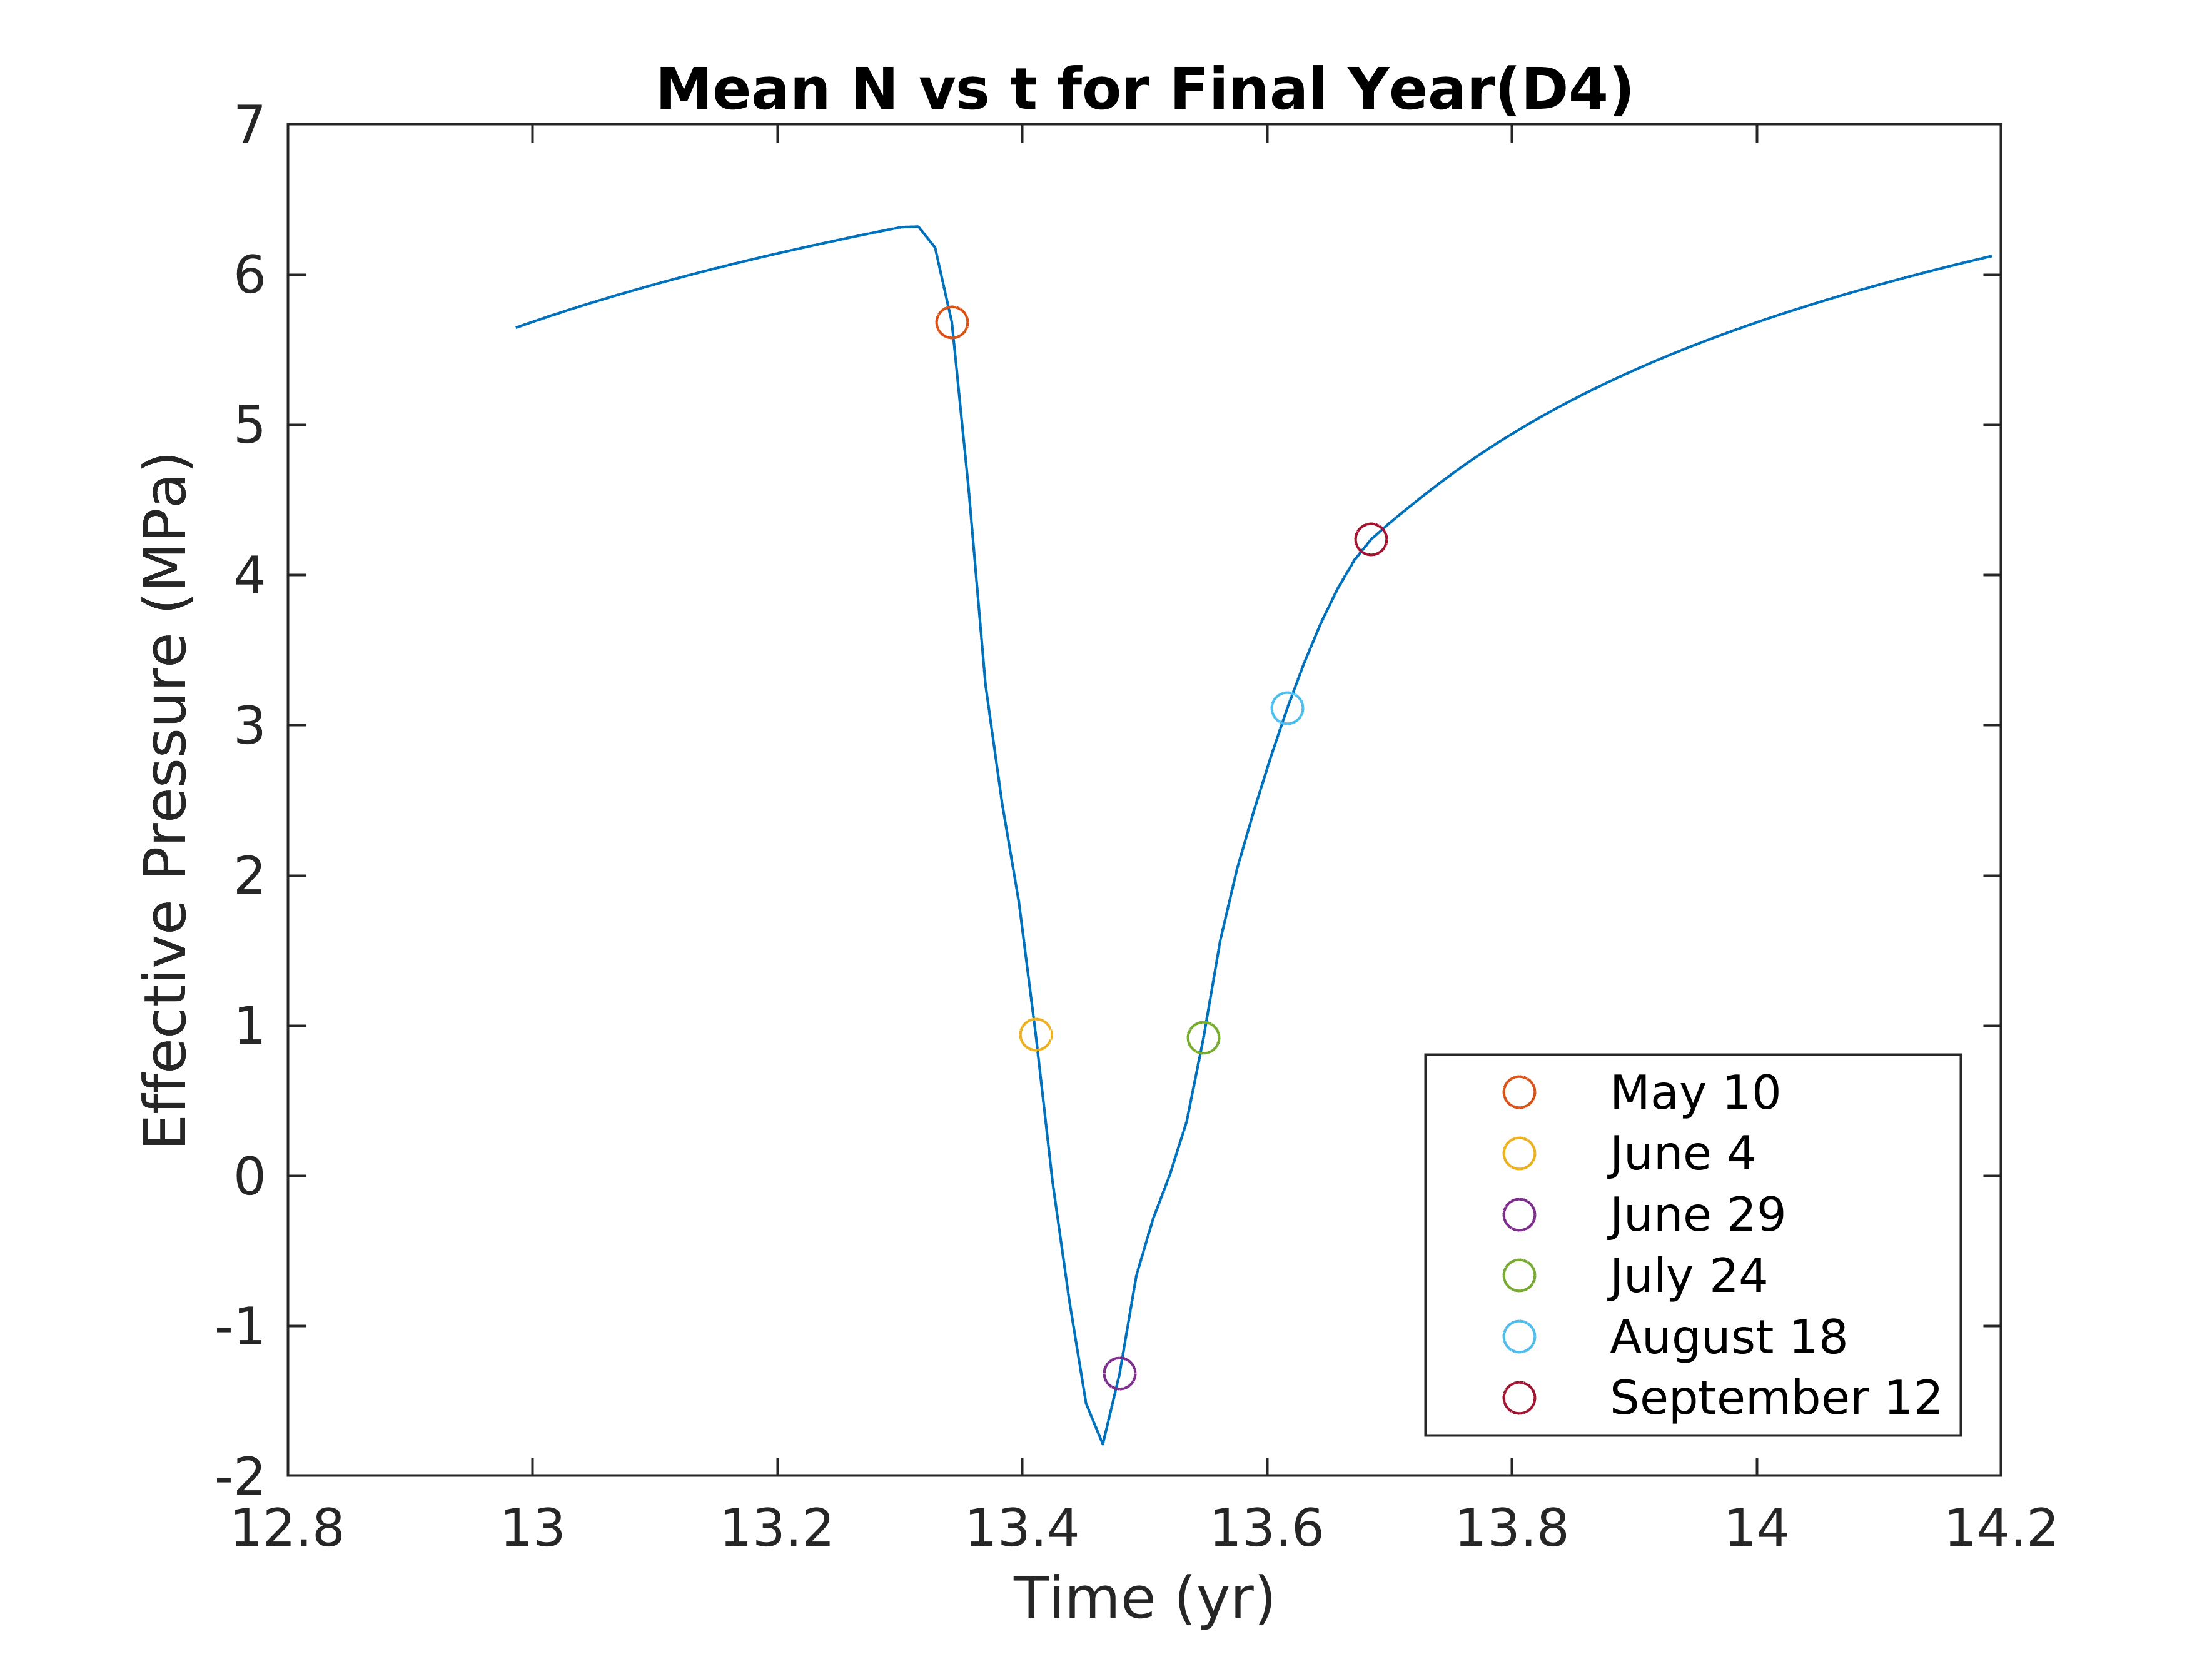 Mean N vs t for Final Year(D4)
7
6
5
4
3
2
1
0
-1
-2
Effective Pressure (MPa)
May 10
June 4
June 29
July 24
August 18
September 12
12.8 13 13.2 13.4 13.6 13.8 14 14.2
Time (yr)